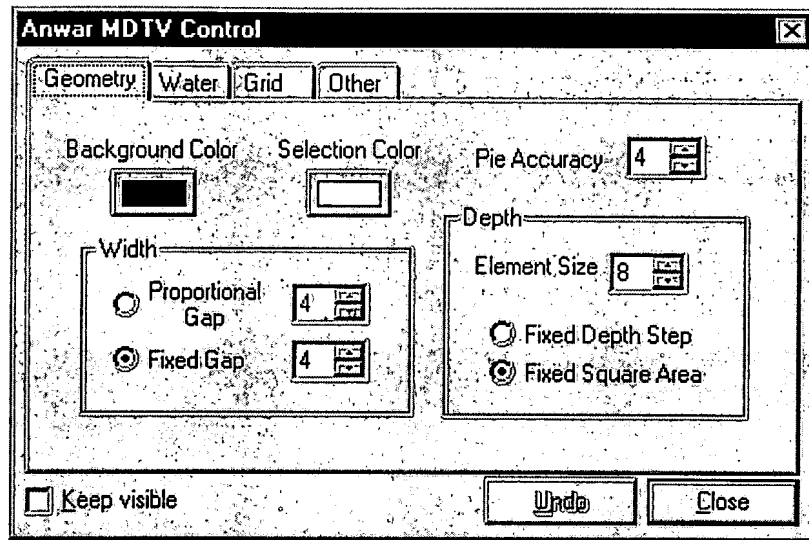 Anwar MDTV Control
Geometry Water Grid Other
Background Color Selection Color Pie Accuracy 4
Width
Proportional Gap 4
Fixed Gap 4
Depth
Element Size 8
Fixed Depth Step
Fixed Square Area
Keep visible Undo Close